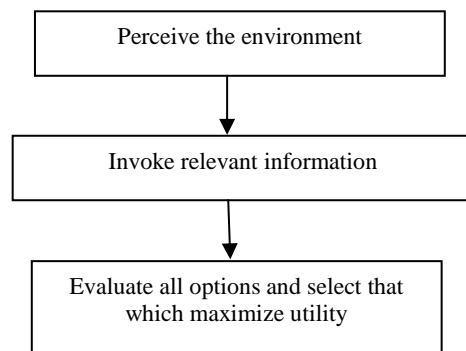 Perceive the environment
Invoke relevant information
Evaluate all options and select that
which maximize utility